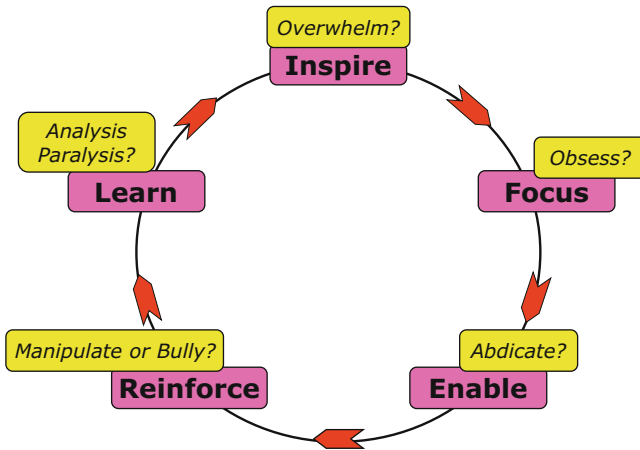 Overwhelm?
Inspire
Obsess?
Focus
Abdicate?
Enable
Manipulate or Bully?
Reinforce
Analysis
Paralysis?
Learn